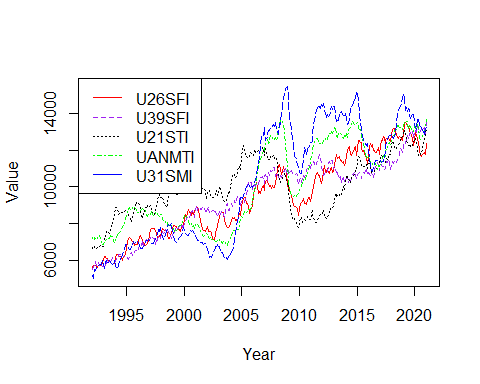 U26SFI
U39SFI
U21STI
UANMTI
U31SMI
Value
6000
10000
14000
1995
2000
2005
2010
2015
2020
Year